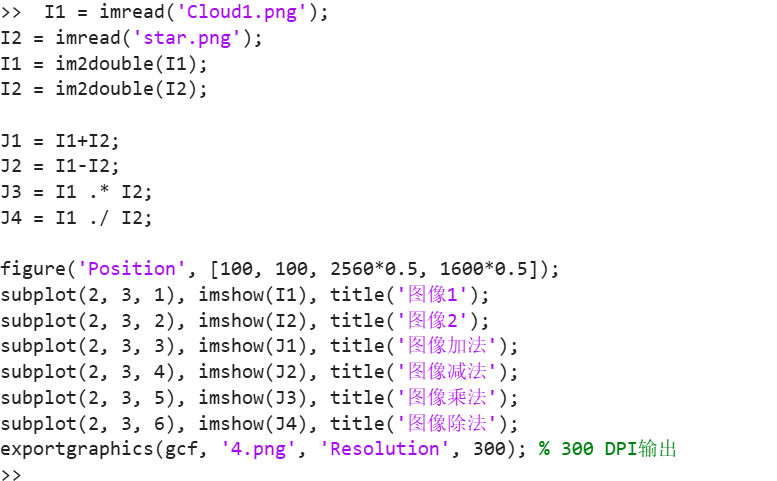 >>  I1 = imread('Cloud1.png');
I2 = imread('star.png');
I1 = im2double(I1);
I2 = im2double(I2);
J1 = I1+I2;
J2 = I1-I2;
J3 = I1 .* I2;
J4 = I1 ./ I2;
figure('Position', [100, 100, 2560*0.5, 1600*0.5]);
subplot(2, 3, 1), imshow(I1), title('图像1');
subplot(2, 3, 2), imshow(I2), title('图像2');
subplot(2, 3, 3), imshow(J1), title('图像加法');
subplot(2, 3, 4), imshow(J2), title('图像减法');
subplot(2, 3, 5), imshow(J3), title('图像乘法');
subplot(2, 3, 6), imshow(J4), title('图像除法');
exportgraphics(gcf, '4.png', 'Resolution', 300); % 300 DPI输出
>>